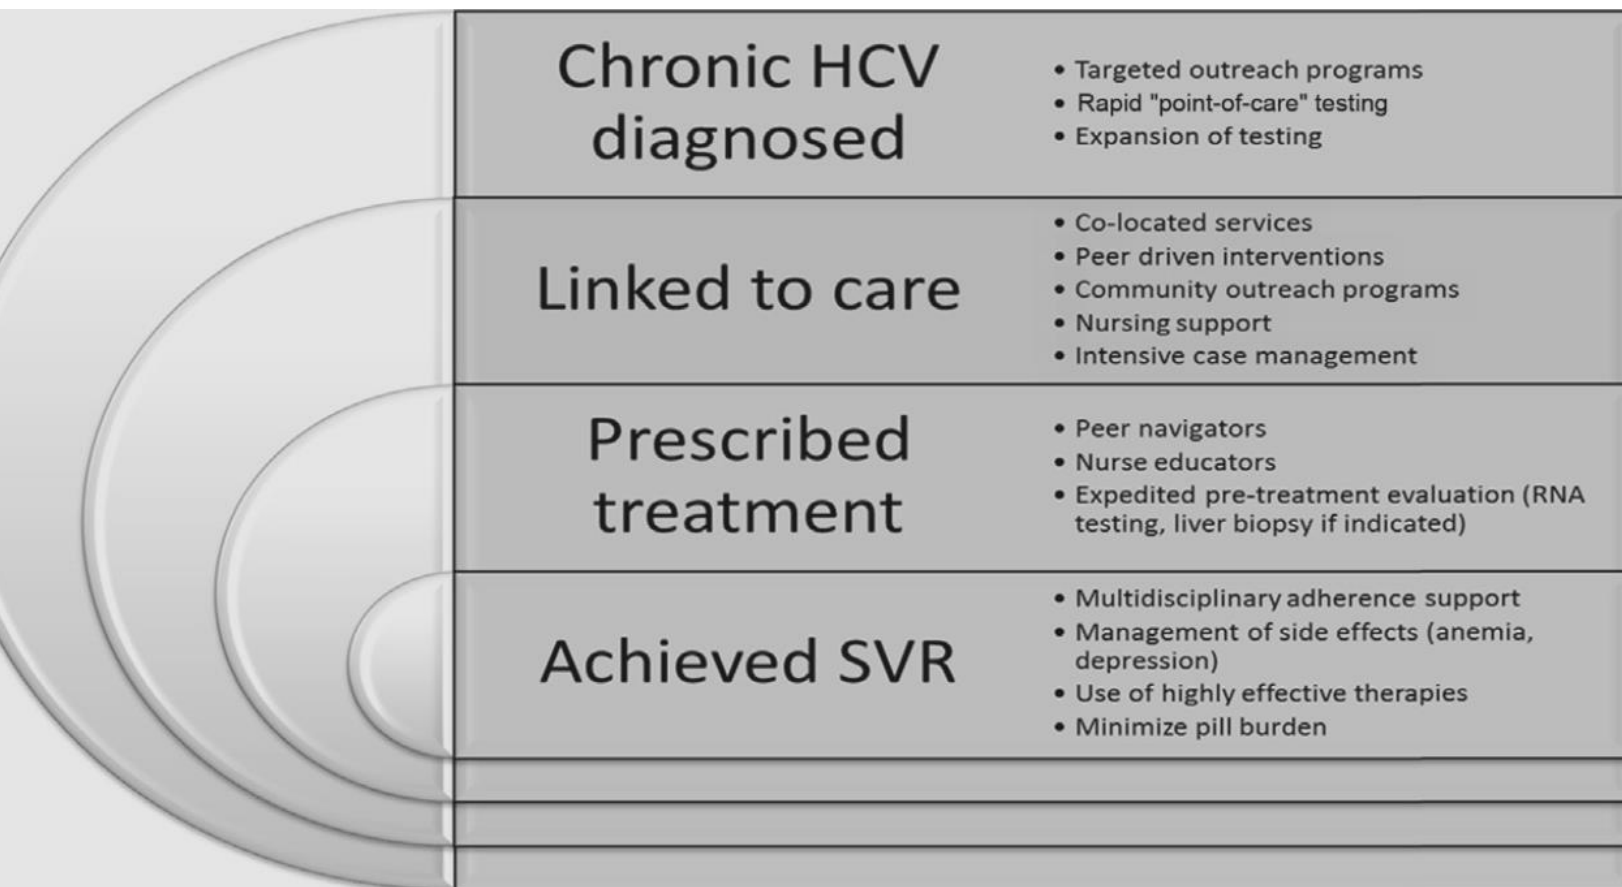 Chronic HCV
diagnosed
• Targeted outreach programs
• Rapid "point-of-care" testing
• Expansion of testing
Linked to care
• Co-located services
• Peer driven interventions
• Community outreach programs
• Nursing support
• Intensive case management
Prescribed
treatment
• Peer navigators
• Nurse educators
• Expedited pre-treatment evaluation (RNA
testing, liver biopsy if indicated)
Achieved SVR
• Multidisciplinary adherence support
• Management of side effects (anemia,
depression)
• Use of highly effective therapies
• Minimize pill burden